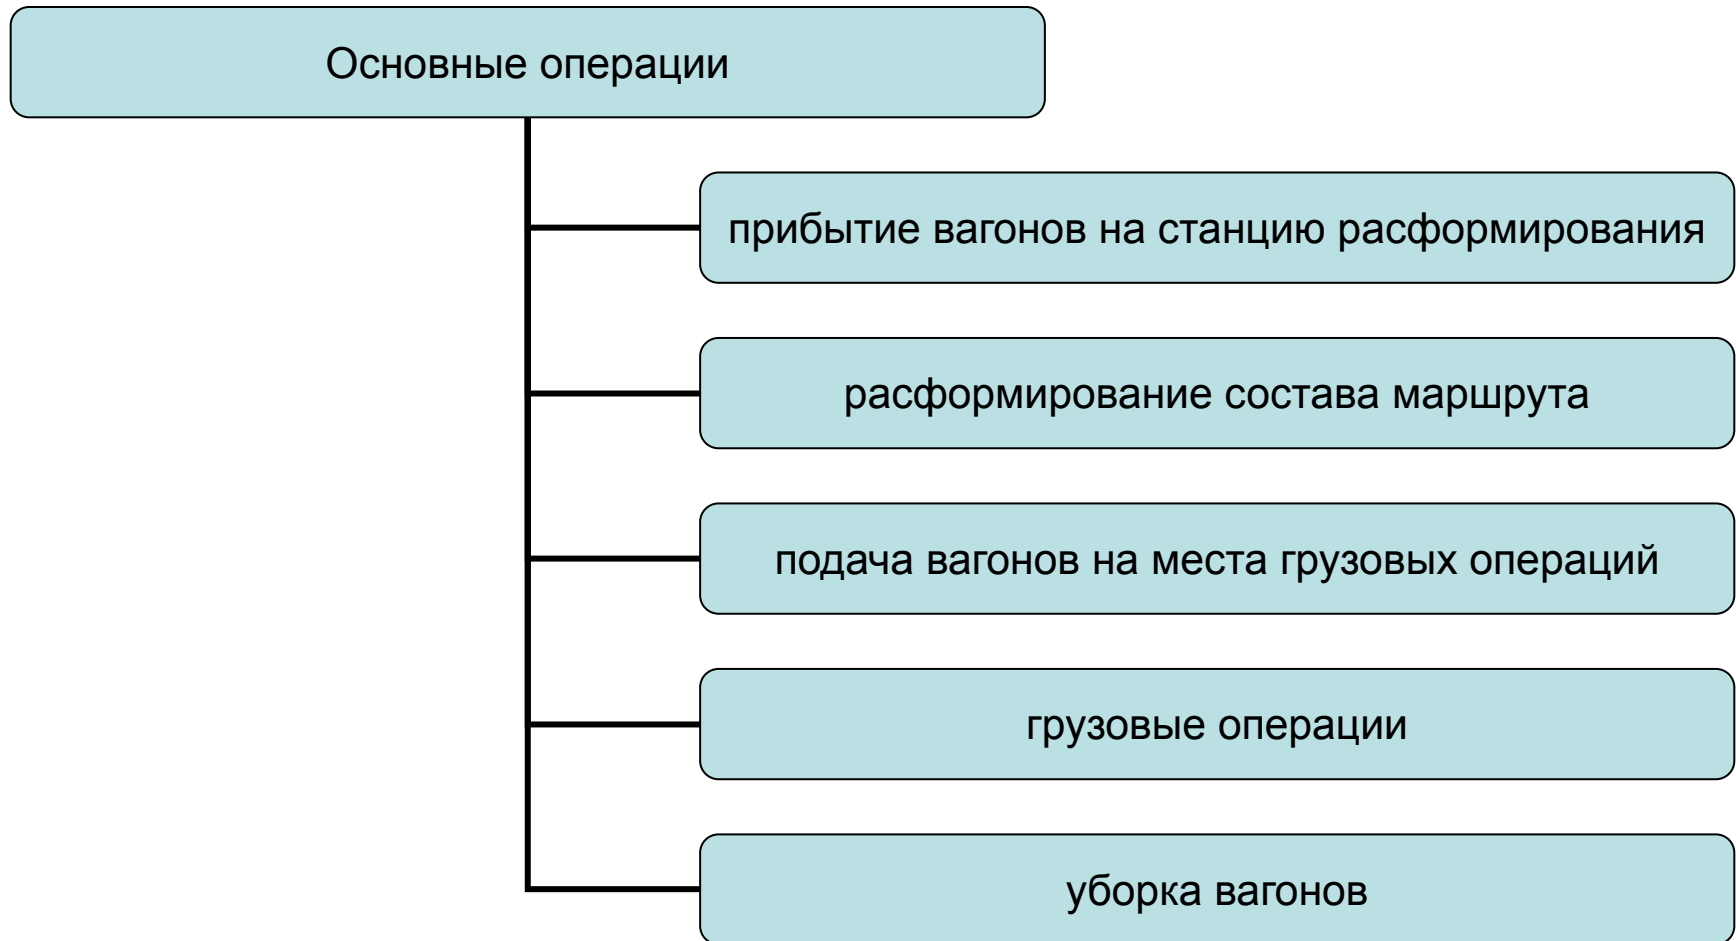 Основные операции
прибытие вагонов на станцию расформирования
расформирование состава маршрута
подача вагонов на места грузовых операций
грузовые операции
уборка вагонов